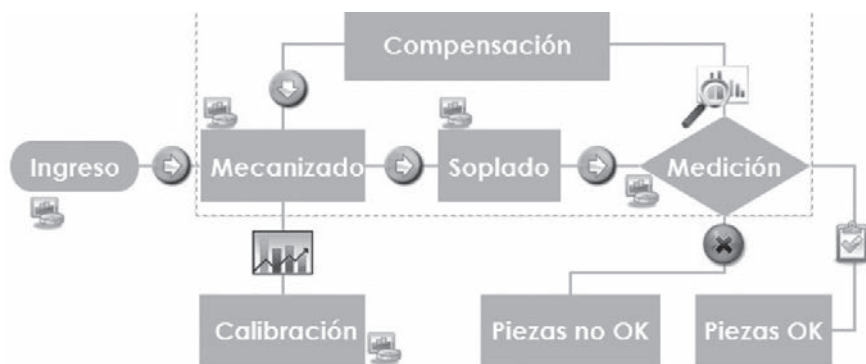 Compensación
Ingreso
Mecanizado
Soplado
Medición
Calibración
Piezas no OK
Piezas OK